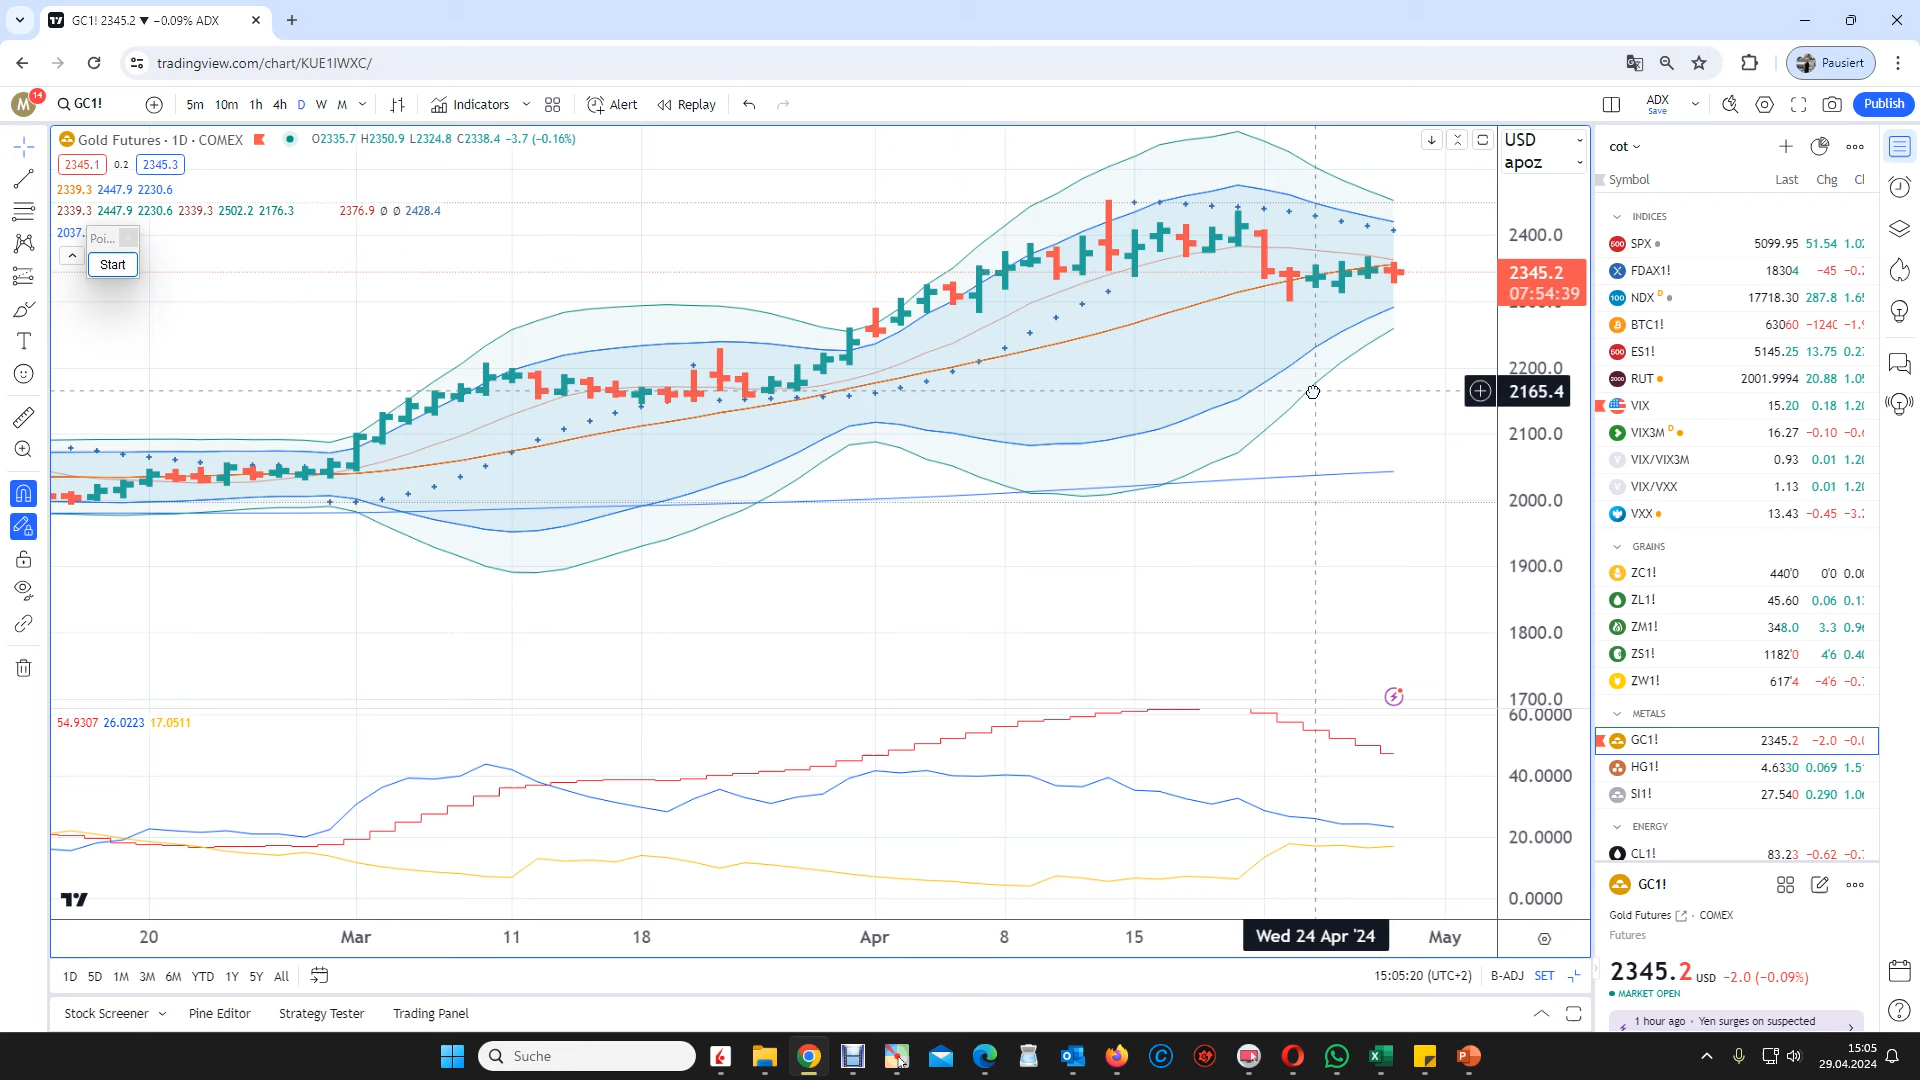 GC1! 2345.2 ▼ −0.09% ADX
tradingview.com/chart/KUE1IWXC/
Pausiert
M 14 GC1! 5m 10m 1h 4h D W M Indicators Alert Replay ADX Save Publish
Gold Futures · 1D · COMEX O2335.7 H2350.9 L2324.8 C2338.4 −3.7 (−0.16%)
2345.1 0.2 2345.3
2339.3 2447.9 2230.6
2339.3 2447.9 2230.6 2339.3 2502.2 2176.3 2376.9 ∅ ∅ 2428.4
2037.
Poi...
Start
USD
apoz
2400.0
2345.2
07:54:39
2200.0
2165.4
2100.0
2000.0
1900.0
1800.0
1700.0
54.9307 26.0223 17.0511
60.0000
40.0000
20.0000
0.0000
20 Mar 11 18 Apr 8 15 Wed 24 Apr '24 May
1D 5D 1M 3M 6M YTD 1Y 5Y All 15:05:20 (UTC+2) B-ADJ SET
Stock Screener Pine Editor Strategy Tester Trading Panel
cot
Symbol Last Chg
INDICES
SPX 5099.95 51.54
FDAX1! 18304 −45
NDX D 17718.30 287.8
BTC1! 63060
ES1! 5145.25 13.75
RUT 2001.9994 20.88
VIX 15.20 0.18
VIX3M D 16.27 −0.10
VIX/VIX3M 0.93 0.01
VIX/VXX 1.13 0.01
VXX 13.43 −0.45
GRAINS
ZC1! 440'0 0'0
ZL1! 45.60 0.06
ZM1! 348.0 3.3
ZS1! 1182'0 4'6
ZW1! 617'4 −4'6
METALS
GC1! 2345.2 −2.0
HG1! 4.6330 0.069
SI1! 27.540 0.290
ENERGY
CL1! 83.23 −0.62
GC1!
Gold Futures · COMEX
Futures
2345.2 USD −2.0 (−0.09%)
MARKET OPEN
1 hour ago · Yen surges on suspected
Suche
15:05
29.04.2024